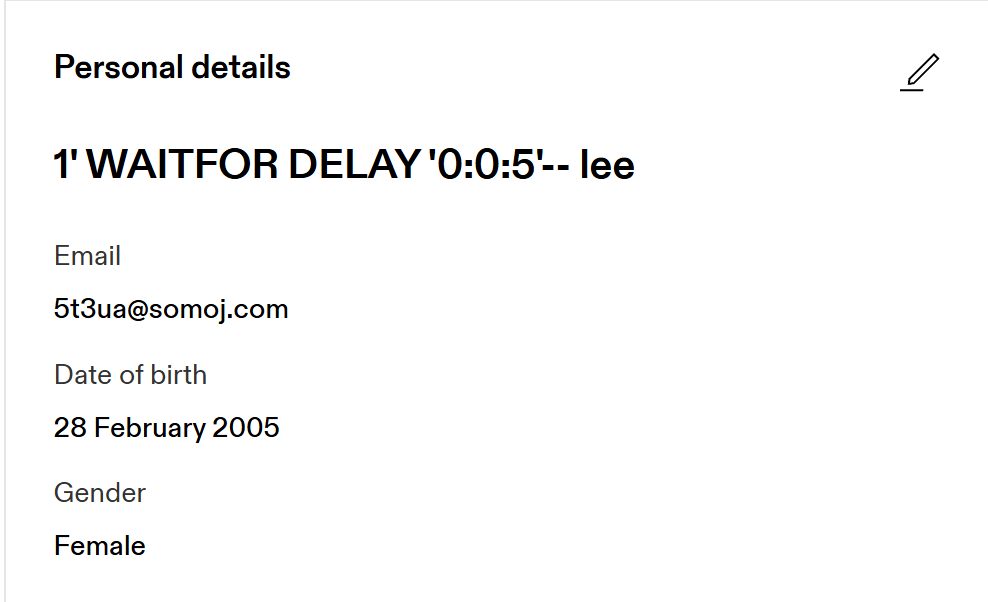 Personal details
1' WAITFOR DELAY '0:0:5'-- lee
Email
5t3ua@somoj.com
Date of birth
28 February 2005
Gender
Female